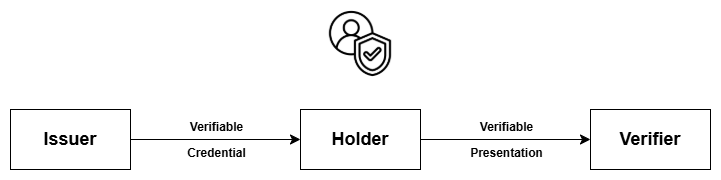 Issuer
Verifiable
Credential
Holder
Verifiable
Presentation
Verifier